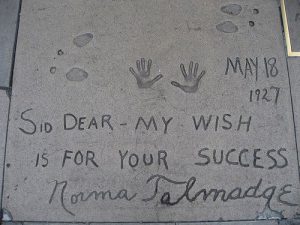 MAY 18
1927
SID DEAR - MY WISH
IS FOR YOUR SUCCESS
Norma Talmadge